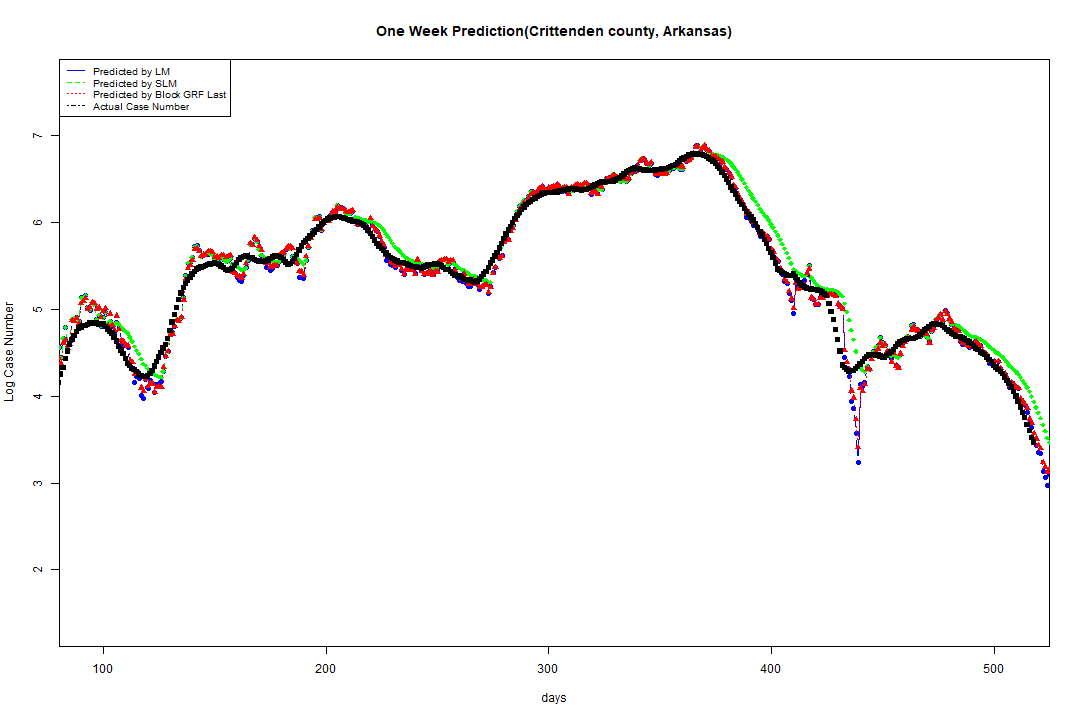 One Week Prediction(Crittenden county, Arkansas)
Predicted by LM
Predicted by SLM
Predicted by Block GRF Last
Actual Case Number
7
6
5
4
3
2
Log Case Number
100 200 300 400 500
days